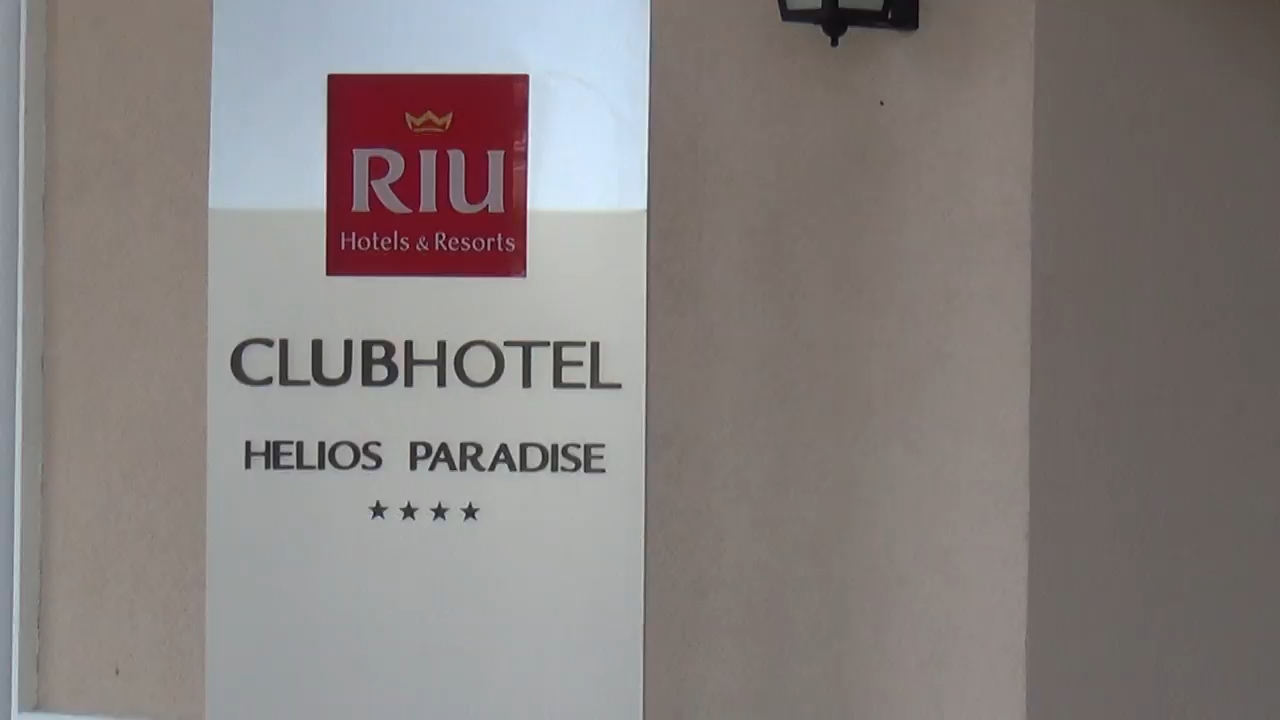 RIU
Hotels & Resorts
CLUBHOTEL
HELIOS PARADISE
★★★★